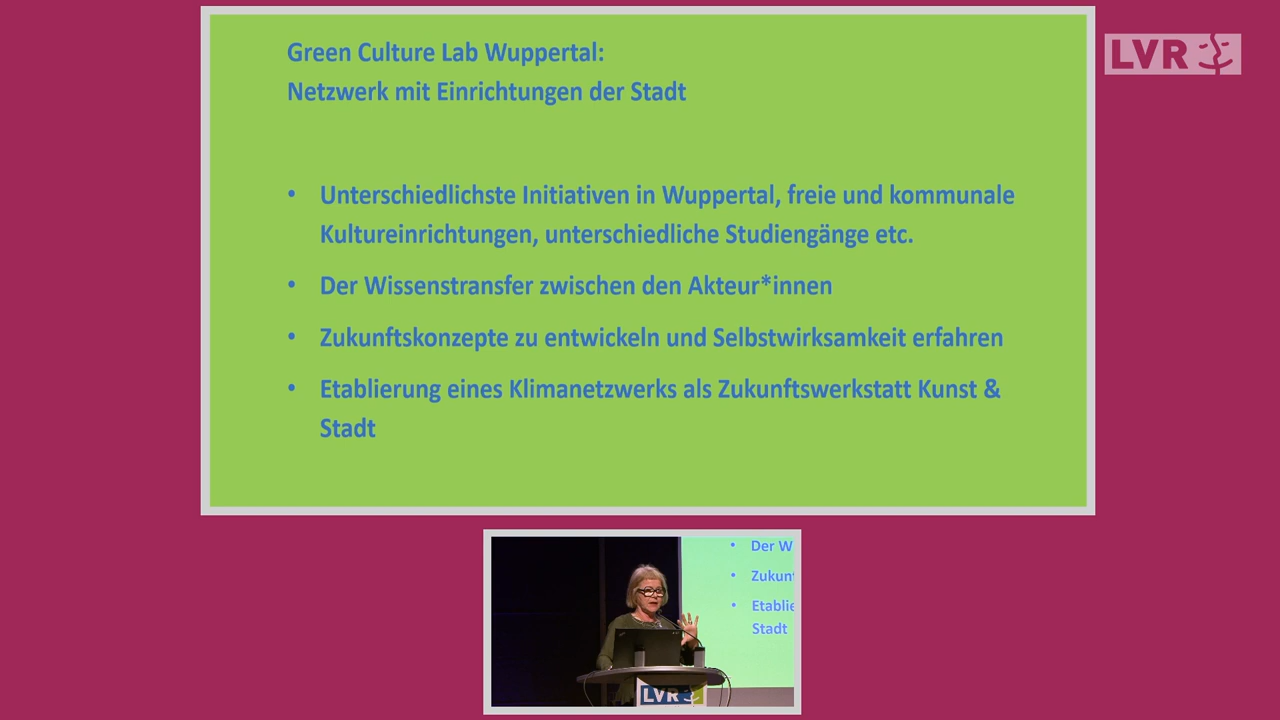 Green Culture Lab Wuppertal:
Netzwerk mit Einrichtungen der Stadt
LVR
• Unterschiedlichste Initiativen in Wuppertal, freie und kommunale
Kultureinrichtungen, unterschiedliche Studiengänge etc.
• Der Wissenstransfer zwischen den Akteur*innen
• Zukunftskonzepte zu entwickeln und Selbstwirksamkeit erfahren
• Etablierung eines Klimanetzwerks als Zukunftswerkstatt Kunst &
Stadt
• Der W
• Zukunf
• Etablie
Stadt
LVR